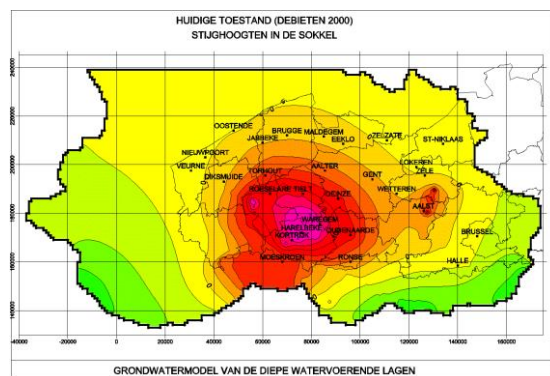 HUIDIGE TOESTAND (DEBIETEN 2000)
STIJGHOOGTEN IN DE SOKKEL
240000
220000
OOSTENDE
BRUGGE
MALDEGEM
JABBEKE
EEKLO
ZELZATE
ST-NIKLAAS
NIEUWPOORT
200000
VEURNE
TORHOUT
AALTER
LOKEREN
DIKSMUIDE
GENT
ZELE
ROESELARE
TIELT
DEINZE
WETTEREN
180000
WAREGEM
AALST
HARELBEKE
KORTRIJK
OUDENAARDE
BRUSSEL
160000
MOESKROEN
RONSE
HALLE
140000
-40000 -20000 0 20000 40000 60000 80000 100000 120000 140000 160000
GRONDWATERMODEL VAN DE DIEPE WATERVOERENDE LAGEN